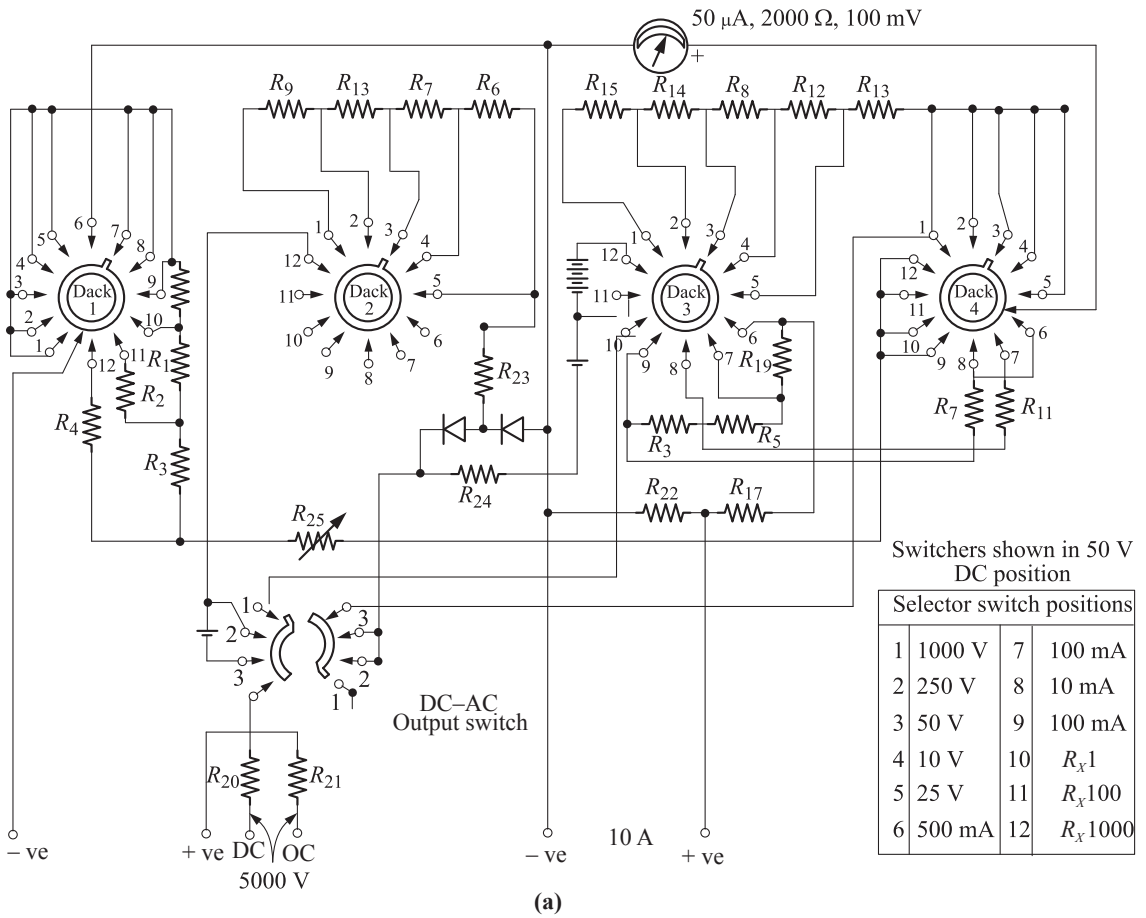 50 μA, 2000 Ω, 100 mV
+
R9 R13 R7 R6
R15 R14 R8 R12 R13
6 7 8 9 10 11 12 1 2 3 4 5
Dack 1
1 2 3 4 5 6 7 8 9 10 11 12
Dack 2
1 2 3 4 5 6 7 8 9 10 11 12
Dack 3
1 2 3 4 5 6 7 8 9 10 11 12
Dack 4
R1
R2
R4
R3
R23
R19
R3 R5
R7 R11
R24
R22 R17
R25
1 2 3
3 2 1
DC–AC
Output switch
R20 R21
– ve
+ ve DC OC
5000 V
– ve 10 A + ve
Switchers shown in 50 V
DC position
Selector switch positions
1 1000 V 7 100 mA
2 250 V 8 10 mA
3 50 V 9 100 mA
4 10 V 10 RX1
5 25 V 11 RX100
6 500 mA 12 RX1000
(a)